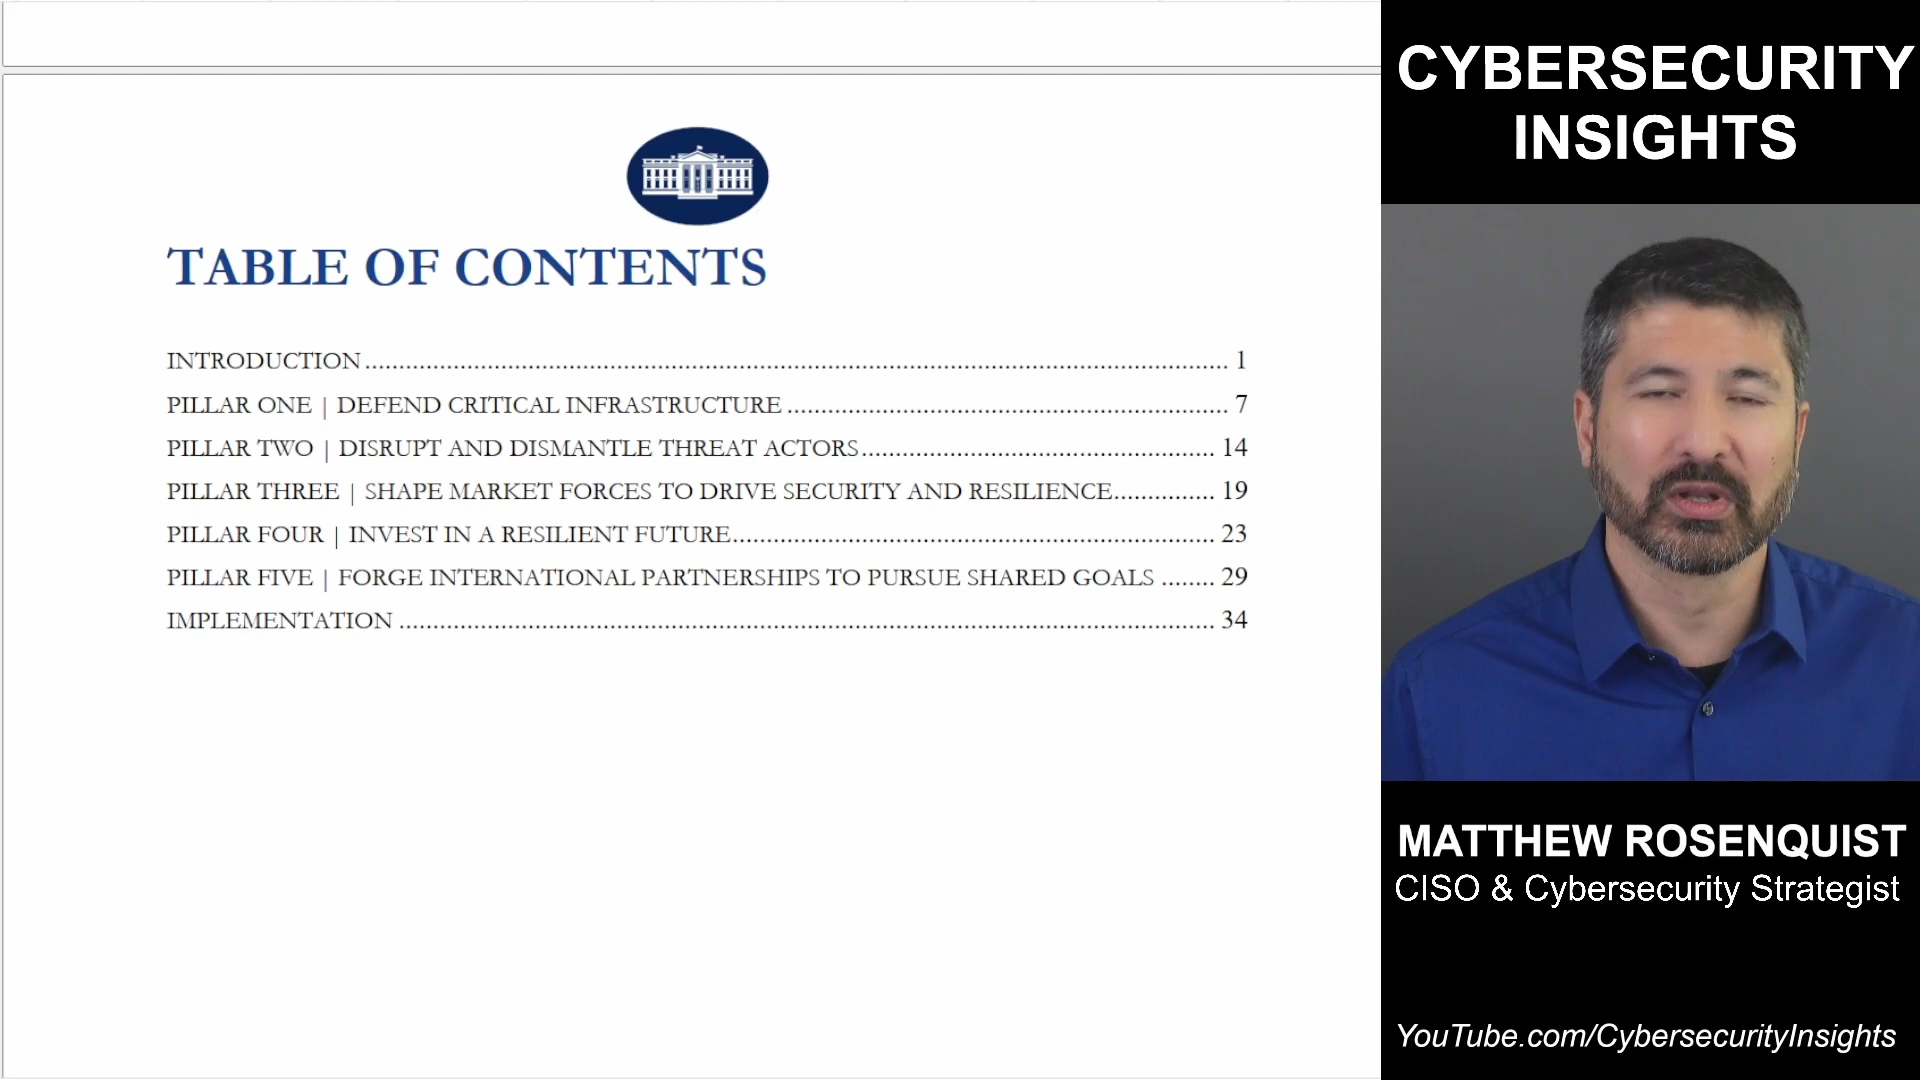 TABLE OF CONTENTS
INTRODUCTION ........ 1
PILLAR ONE | DEFEND CRITICAL INFRASTRUCTURE ........ 7
PILLAR TWO | DISRUPT AND DISMANTLE THREAT ACTORS ........ 14
PILLAR THREE | SHAPE MARKET FORCES TO DRIVE SECURITY AND RESILIENCE ........ 19
PILLAR FOUR | INVEST IN A RESILIENT FUTURE ........ 23
PILLAR FIVE | FORGE INTERNATIONAL PARTNERSHIPS TO PURSUE SHARED GOALS ........ 29
IMPLEMENTATION ........ 34
CYBERSECURITY
INSIGHTS
MATTHEW ROSENQUIST
CISO & Cybersecurity Strategist
YouTube.com/CybersecurityInsights